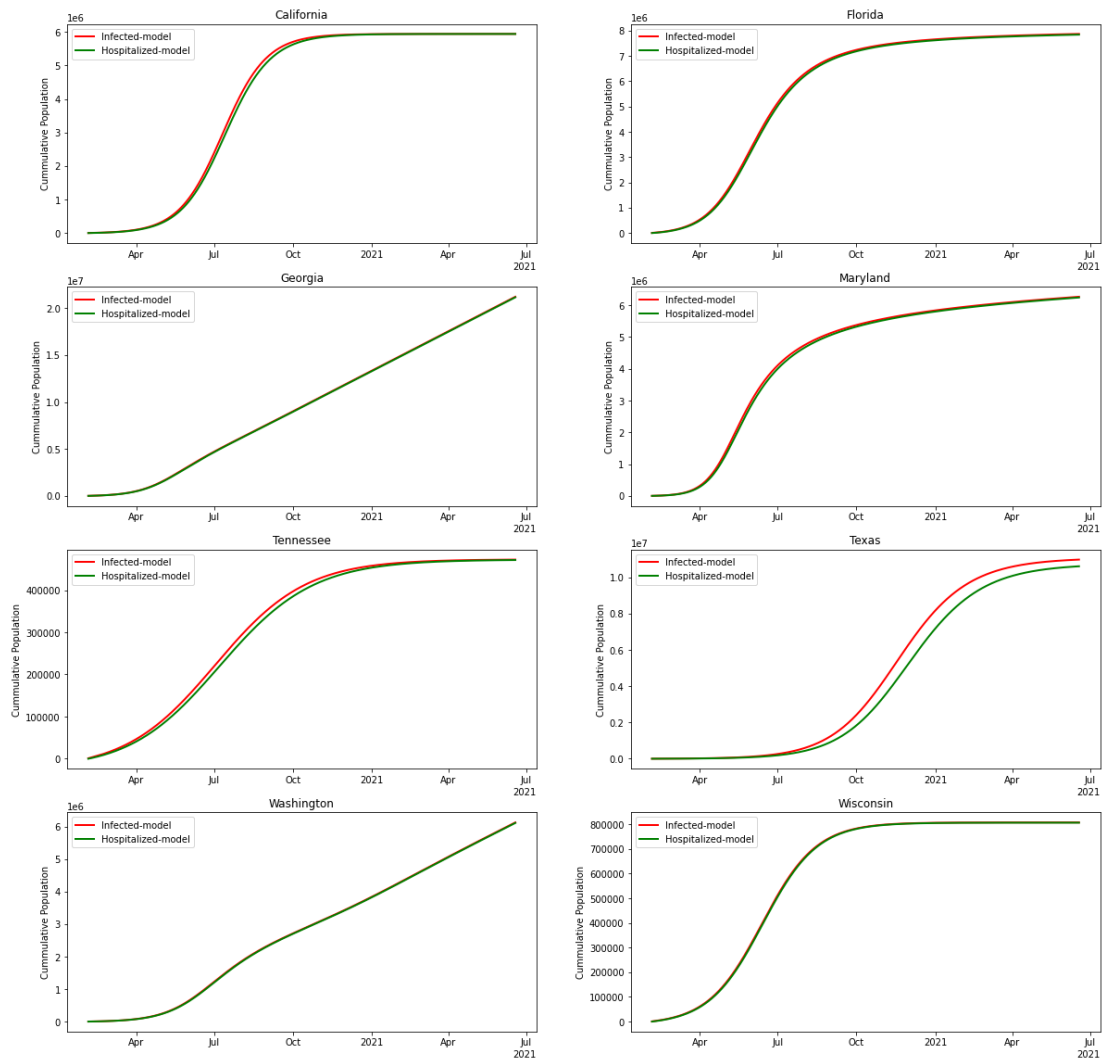 California
1e6
Infected-model
Hospitalized-model
Cummulative Population
6
5
4
3
2
1
0
Apr
Jul
Oct
2021
Apr
Jul
2021
Florida
1e6
Infected-model
Hospitalized-model
Cummulative Population
8
7
6
5
4
3
2
1
0
Apr
Jul
Oct
2021
Apr
Jul
2021
Georgia
1e7
Infected-model
Hospitalized-model
Cummulative Population
2.0
1.5
1.0
0.5
0.0
Apr
Jul
Oct
2021
Apr
Jul
2021
Maryland
1e6
Infected-model
Hospitalized-model
Cummulative Population
6
5
4
3
2
1
0
Apr
Jul
Oct
2021
Apr
Jul
2021
Tennessee
Infected-model
Hospitalized-model
Cummulative Population
400000
300000
200000
100000
0
Apr
Jul
Oct
2021
Apr
Jul
2021
Texas
1e7
Infected-model
Hospitalized-model
Cummulative Population
1.0
0.8
0.6
0.4
0.2
0.0
Apr
Jul
Oct
2021
Apr
Jul
2021
Washington
1e6
Infected-model
Hospitalized-model
Cummulative Population
6
5
4
3
2
1
0
Apr
Jul
Oct
2021
Apr
Jul
2021
Wisconsin
Infected-model
Hospitalized-model
Cummulative Population
800000
700000
600000
500000
400000
300000
200000
100000
0
Apr
Jul
Oct
2021
Apr
Jul
2021